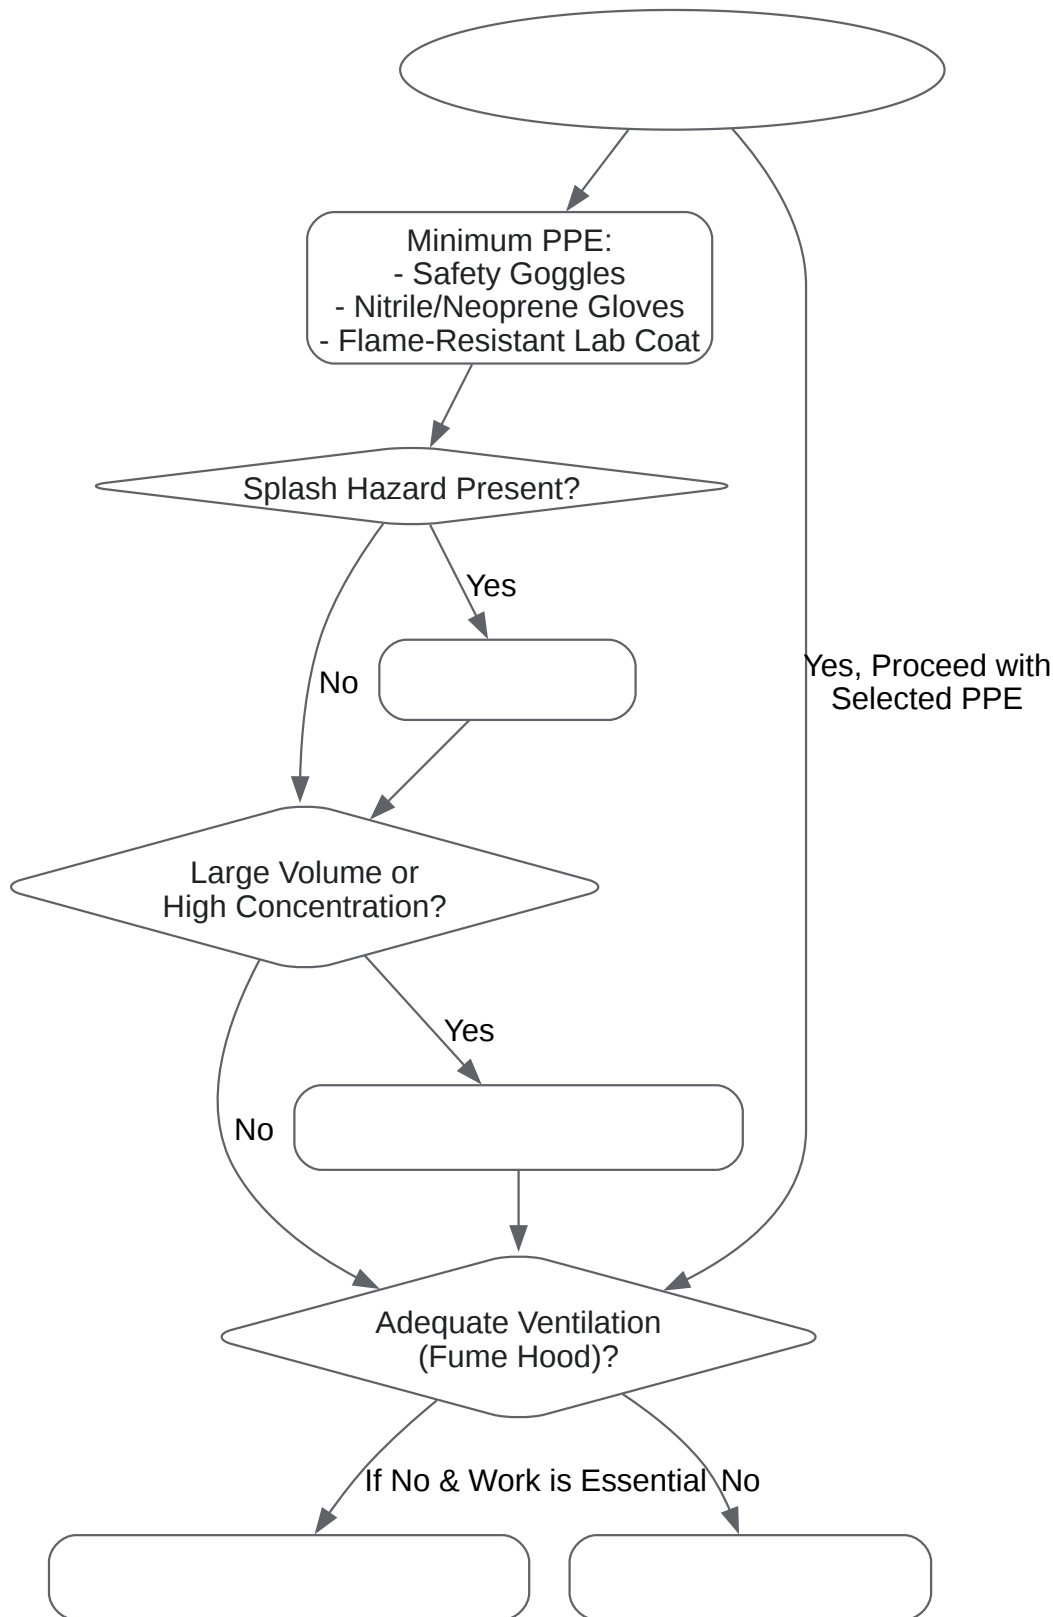 Minimum PPE:
- Safety Goggles
- Nitrile/Neoprene Gloves
- Flame-Resistant Lab Coat
Splash Hazard Present?
Yes
No
Yes, Proceed with
Selected PPE
Large Volume or
High Concentration?
Yes
No
Adequate Ventilation
(Fume Hood)?
If No & Work is Essential
No